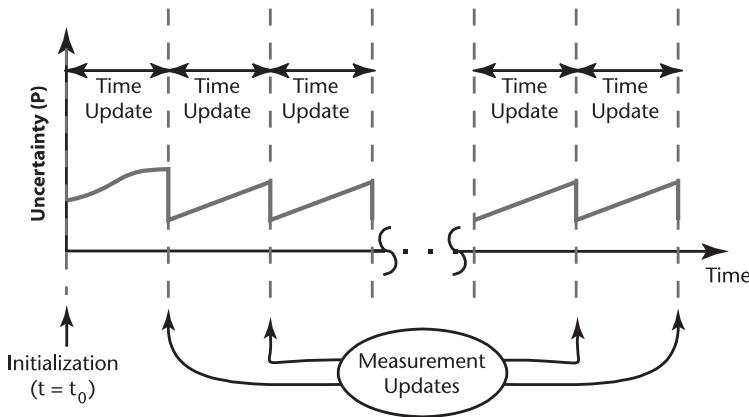 Time
Update
Time
Update
Time
Update
Time
Update
Time
Update
Uncertainty (P)
. . .
Time
Initialization
(t = t0)
Measurement
Updates